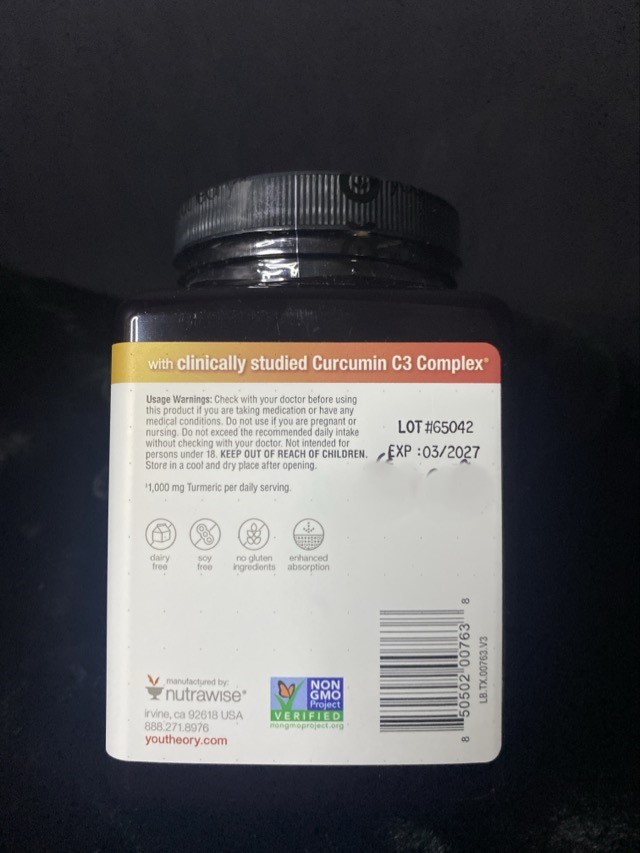 with clinically studied Curcumin C3 Complex®
Usage Warnings: Check with your doctor before using
this product if you are taking medication or have any
medical conditions. Do not use if you are pregnant or
nursing. Do not exceed the recommended daily intake
without checking with your doctor. Not intended for
persons under 18. KEEP OUT OF REACH OF CHILDREN.
Store in a cool and dry place after opening.
LOT #65042
EXP :03/2027
‡1,000 mg Turmeric per daily serving.
dairy
free
soy
free
no gluten
ingredients
enhanced
absorption
manufactured by:
nutrawise®
irvine, ca 92618 USA
888.271.8976
youtheory.com
NON
GMO
Project
VERIFIED
nongmoproject.org
8 50502 00763 8
LB.TX.00763.V3